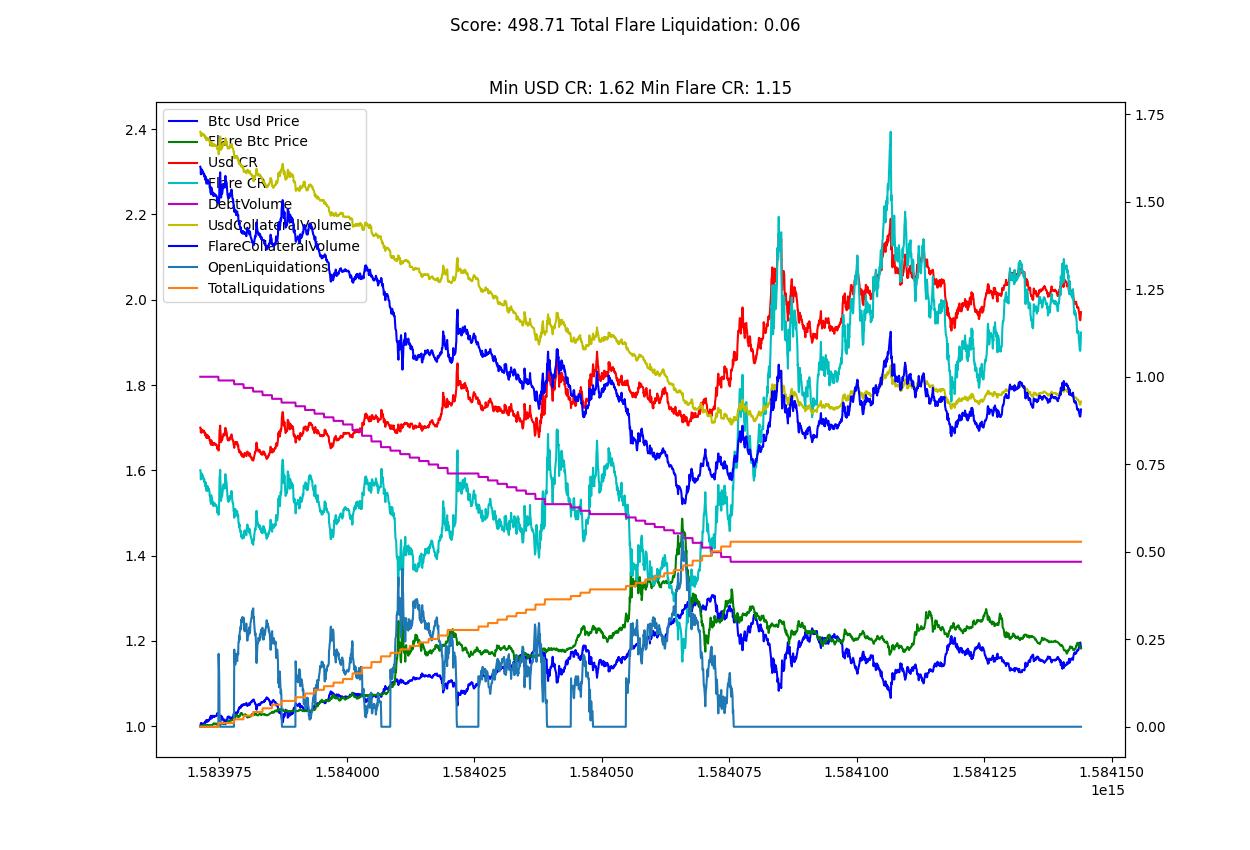 Score: 498.71 Total Flare Liquidation: 0.06
Min USD CR: 1.62 Min Flare CR: 1.15
Btc Usd Price
Flare Btc Price
Usd CR
Flare CR
DebtVolume
UsdCollateralVolume
FlareCollateralVolume
OpenLiquidations
TotalLiquidations
2.4
2.2
2.0
1.8
1.6
1.4
1.2
1.0
1.75
1.50
1.25
1.00
0.75
0.50
0.25
0.00
1.583975
1.584000
1.584025
1.584050
1.584075
1.584100
1.584125
1.584150
1e15